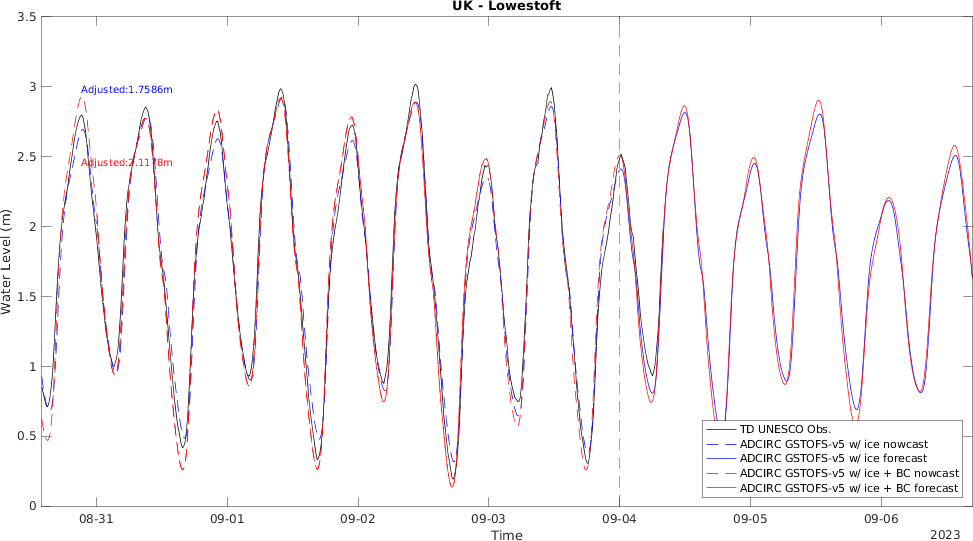 UK - Lowestoft
3.5
3
2.5
2
1.5
1
0.5
0
Water Level (m)
Adjusted:1.7586m
Adjusted:2.1178m
TD UNESCO Obs.
ADCIRC GSTOFS-v5 w/ ice nowcast
ADCIRC GSTOFS-v5 w/ ice forecast
ADCIRC GSTOFS-v5 w/ ice + BC nowcast
ADCIRC GSTOFS-v5 w/ ice + BC forecast
08-31 09-01 09-02 09-03 09-04 09-05 09-06
Time
2023